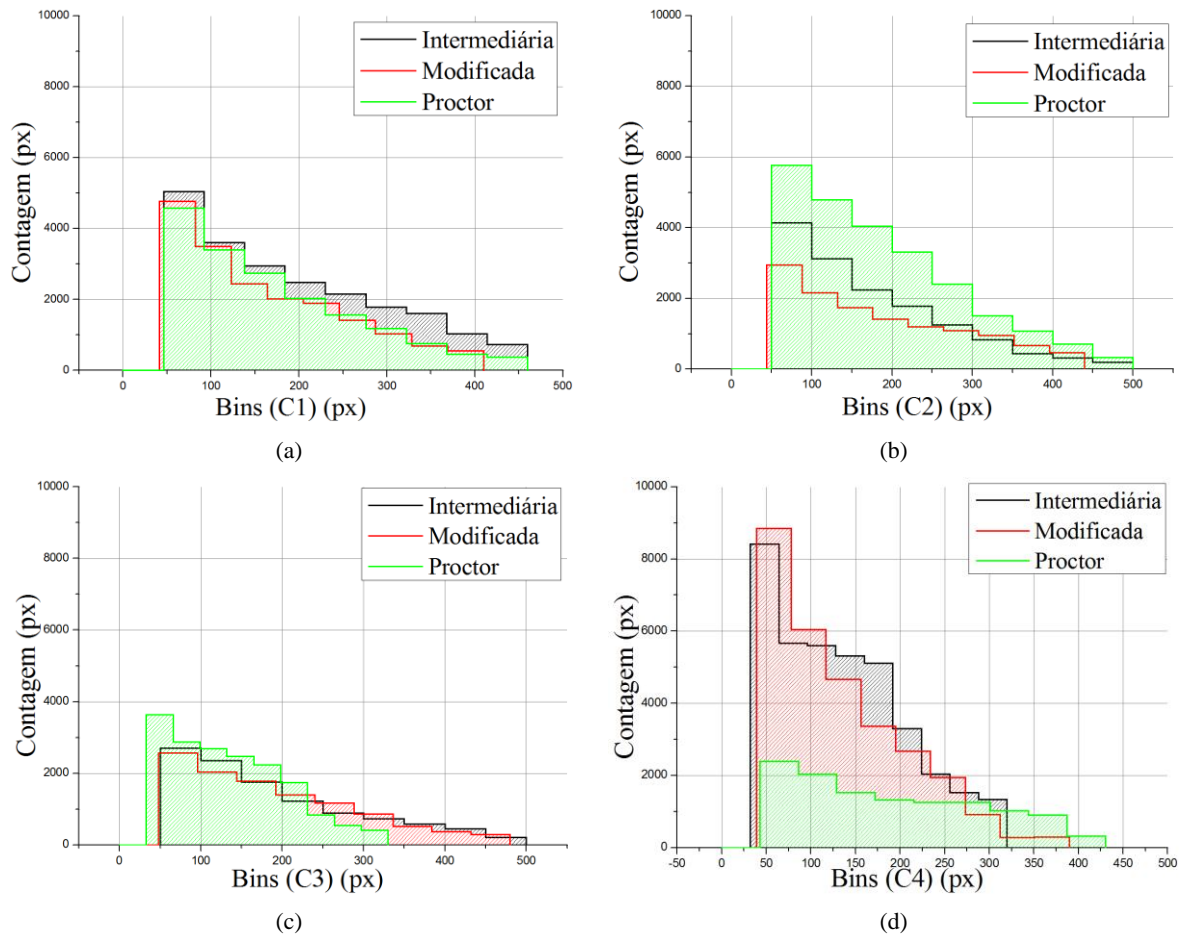 10000
8000
6000
4000
2000
0
Contagem (px)
Intermediária
Modificada
Proctor
0 100 200 300 400 500
Bins (C1) (px)
(a)
10000
8000
6000
4000
2000
0
Contagem (px)
Intermediária
Modificada
Proctor
0 100 200 300 400 500
Bins (C2) (px)
(b)
10000
8000
6000
4000
2000
0
Contagem (px)
Intermediária
Modificada
Proctor
0 100 200 300 400 500
Bins (C3) (px)
(c)
10000
8000
6000
4000
2000
0
Contagem (px)
Intermediária
Modificada
Proctor
-50 0 50 100 150 200 250 300 350 400 450 500
Bins (C4) (px)
(d)